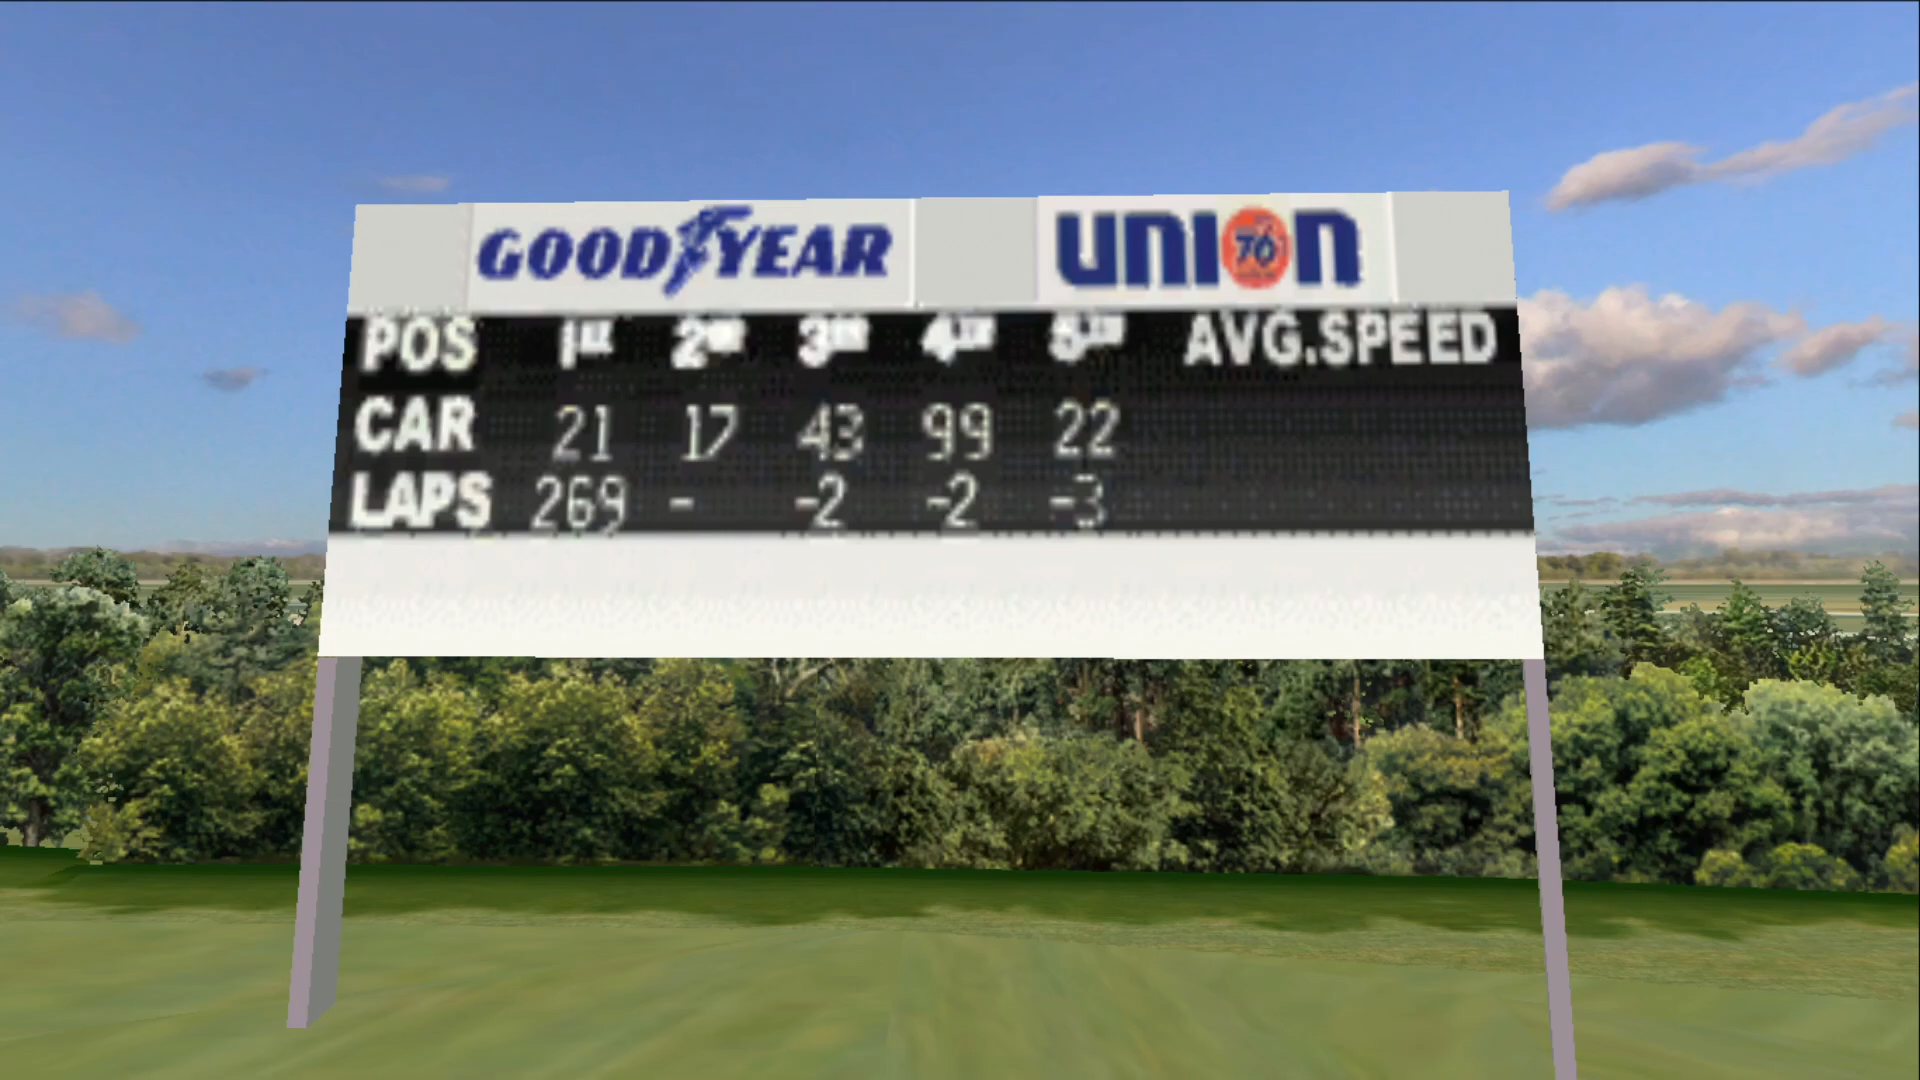 GOODYEAR UNION 76
POS 1st 2ND 3RD 4TH 5TH AVG.SPEED
CAR 21 17 43 99 22
LAPS 269 - -2 -2 -3